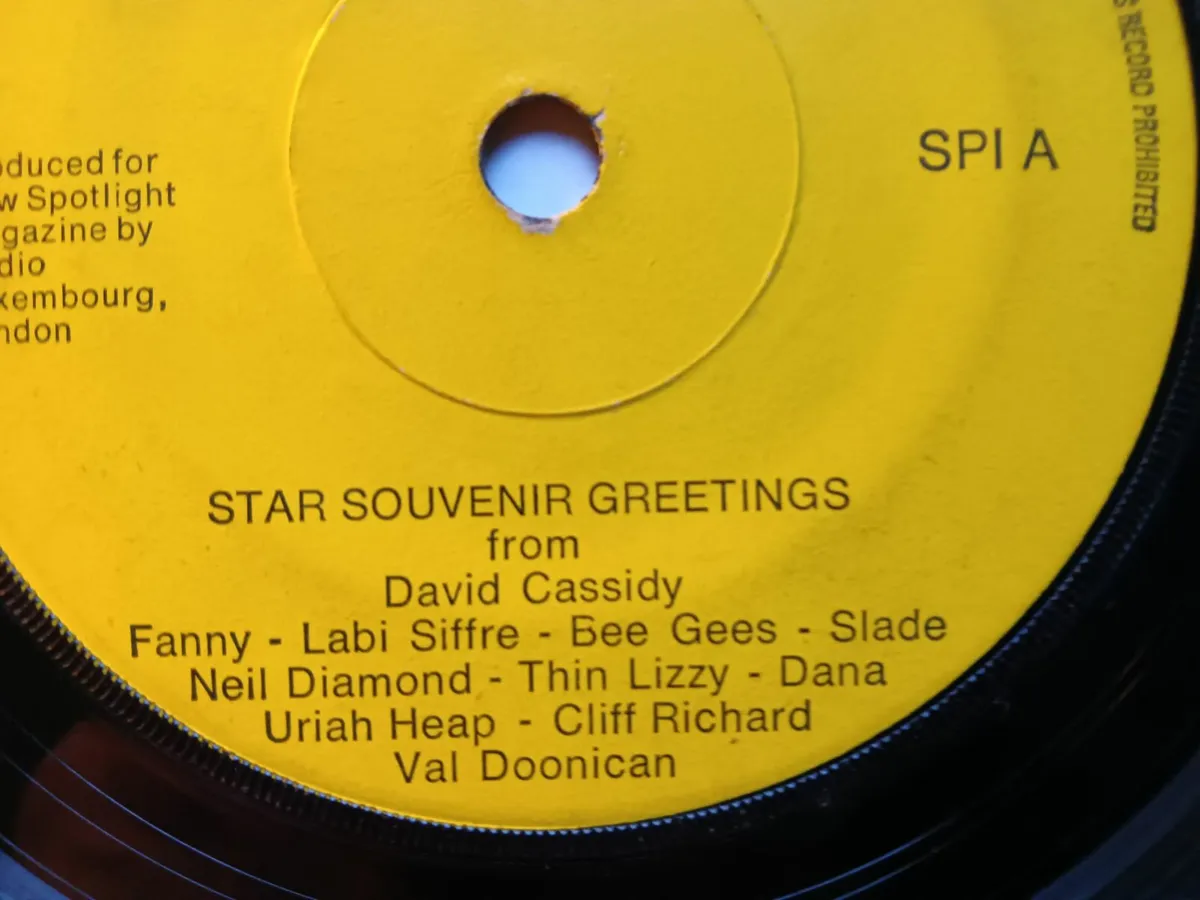 RECORD PROHIBITED
SPI A
duced for
w Spotlight
gazine by
dio
xembourg,
ndon
STAR SOUVENIR GREETINGS
from
David Cassidy
Fanny - Labi Siffre - Bee Gees - Slade
Neil Diamond - Thin Lizzy - Dana
Uriah Heap - Cliff Richard
Val Doonican